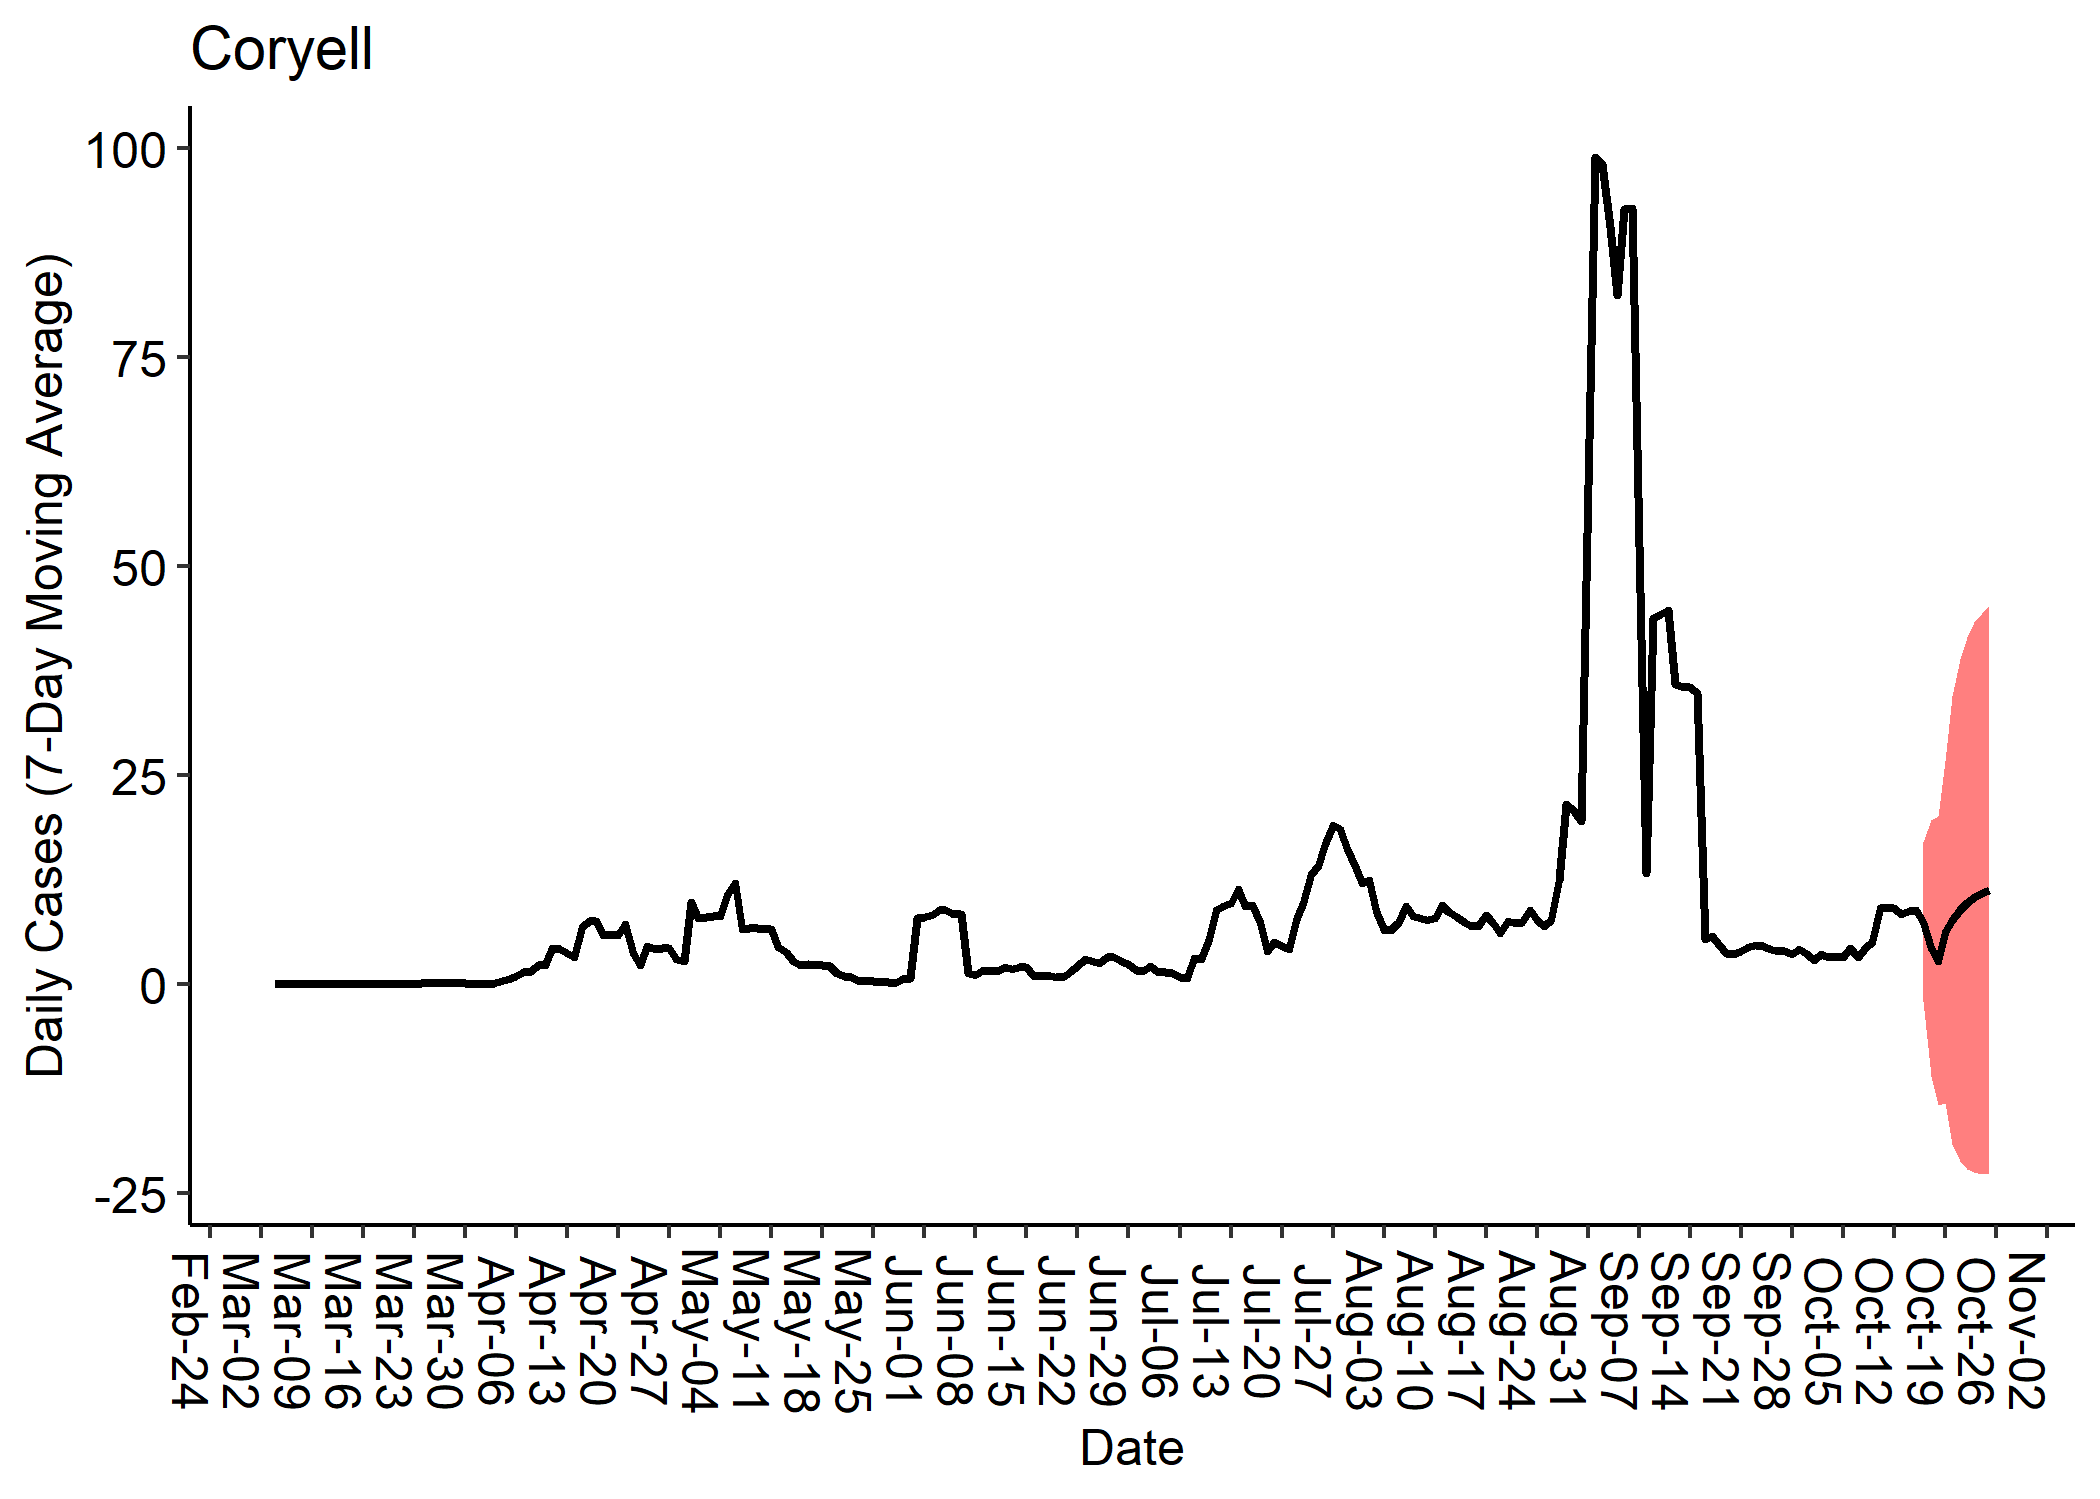 Coryell
Daily Cases (7-Day Moving Average)
100
75
50
25
0
-25
Feb-24
Mar-02
Mar-09
Mar-16
Mar-23
Mar-30
Apr-06
Apr-13
Apr-20
Apr-27
May-04
May-11
May-18
May-25
Jun-01
Jun-08
Jun-15
Jun-22
Jun-29
Jul-06
Jul-13
Jul-20
Jul-27
Aug-03
Aug-10
Aug-17
Aug-24
Aug-31
Sep-07
Sep-14
Sep-21
Sep-28
Oct-05
Oct-12
Oct-19
Oct-26
Nov-02
Date